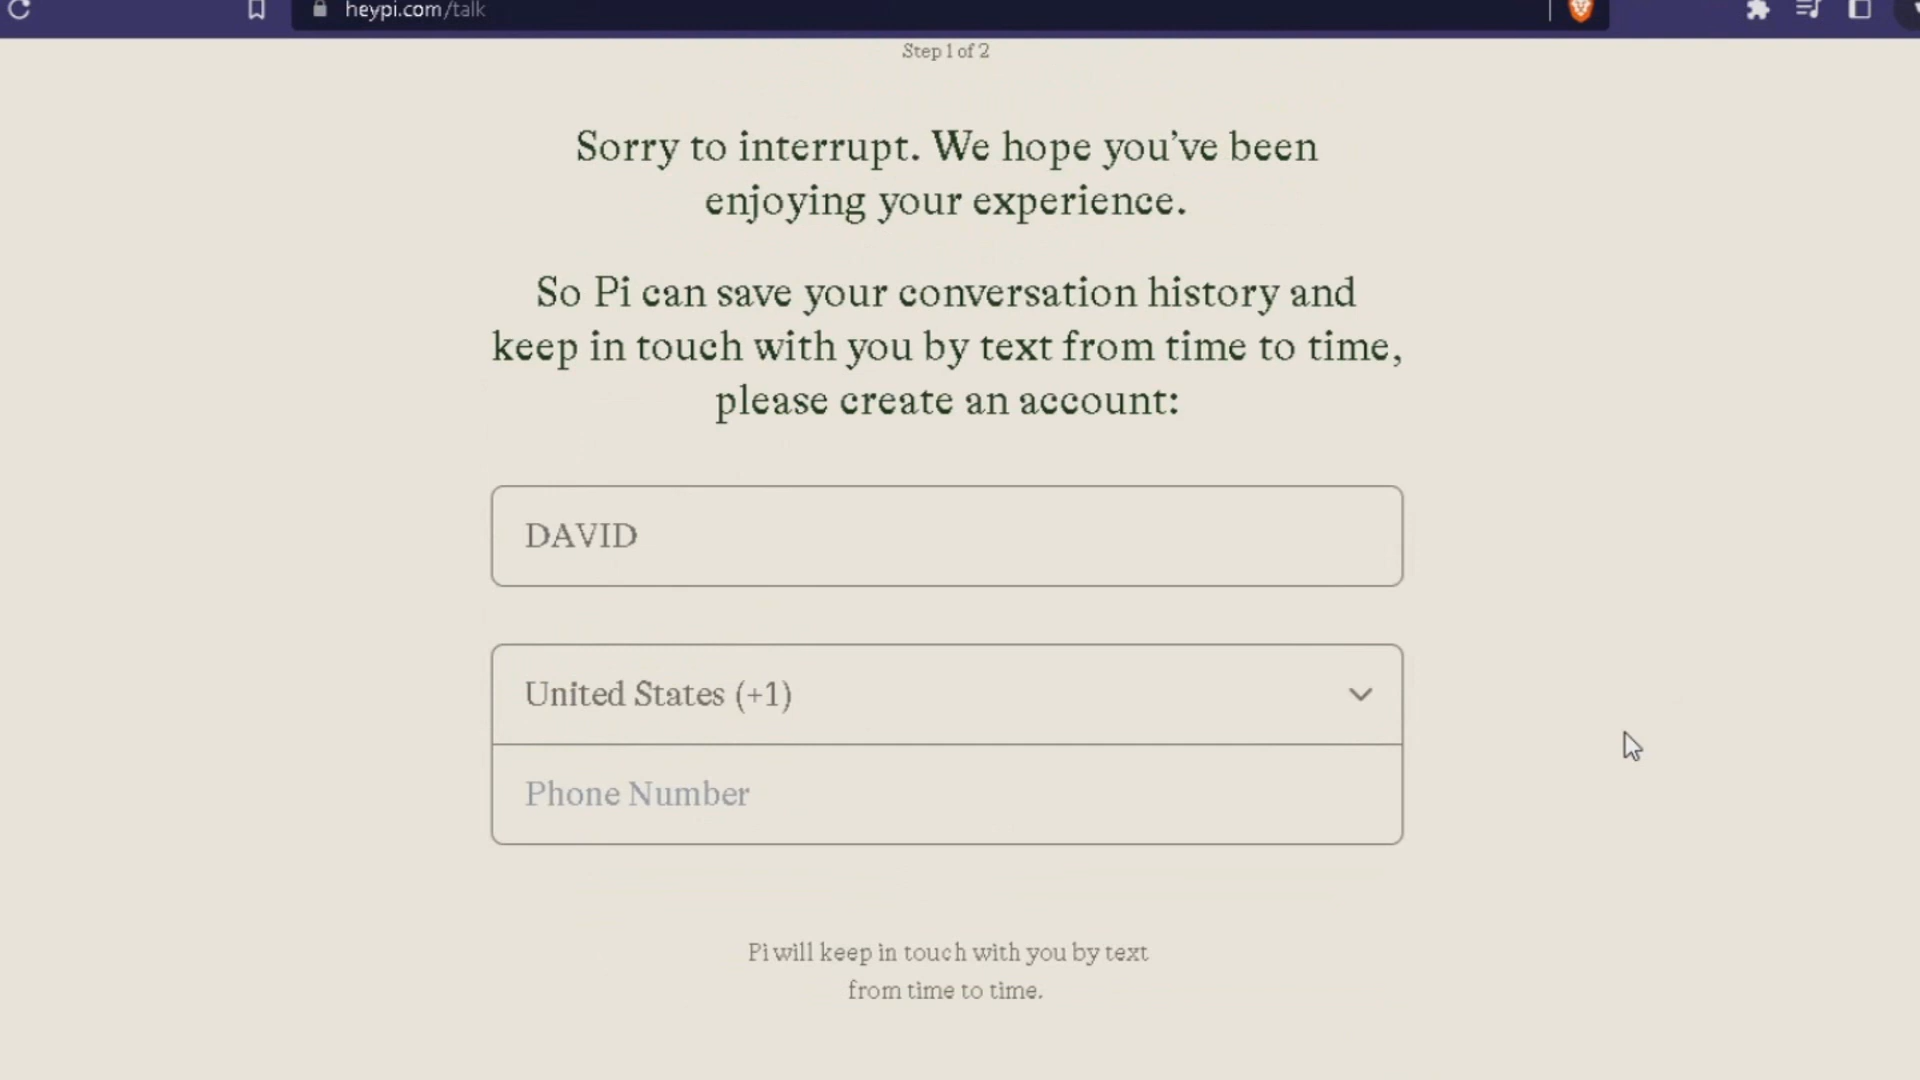 heypi.com/talk
Step 1 of 2
Sorry to interrupt. We hope you've been
enjoying your experience.
So Pi can save your conversation history and
keep in touch with you by text from time to time,
please create an account:
DAVID
United States (+1)
Phone Number
Pi will keep in touch with you by text
from time to time.